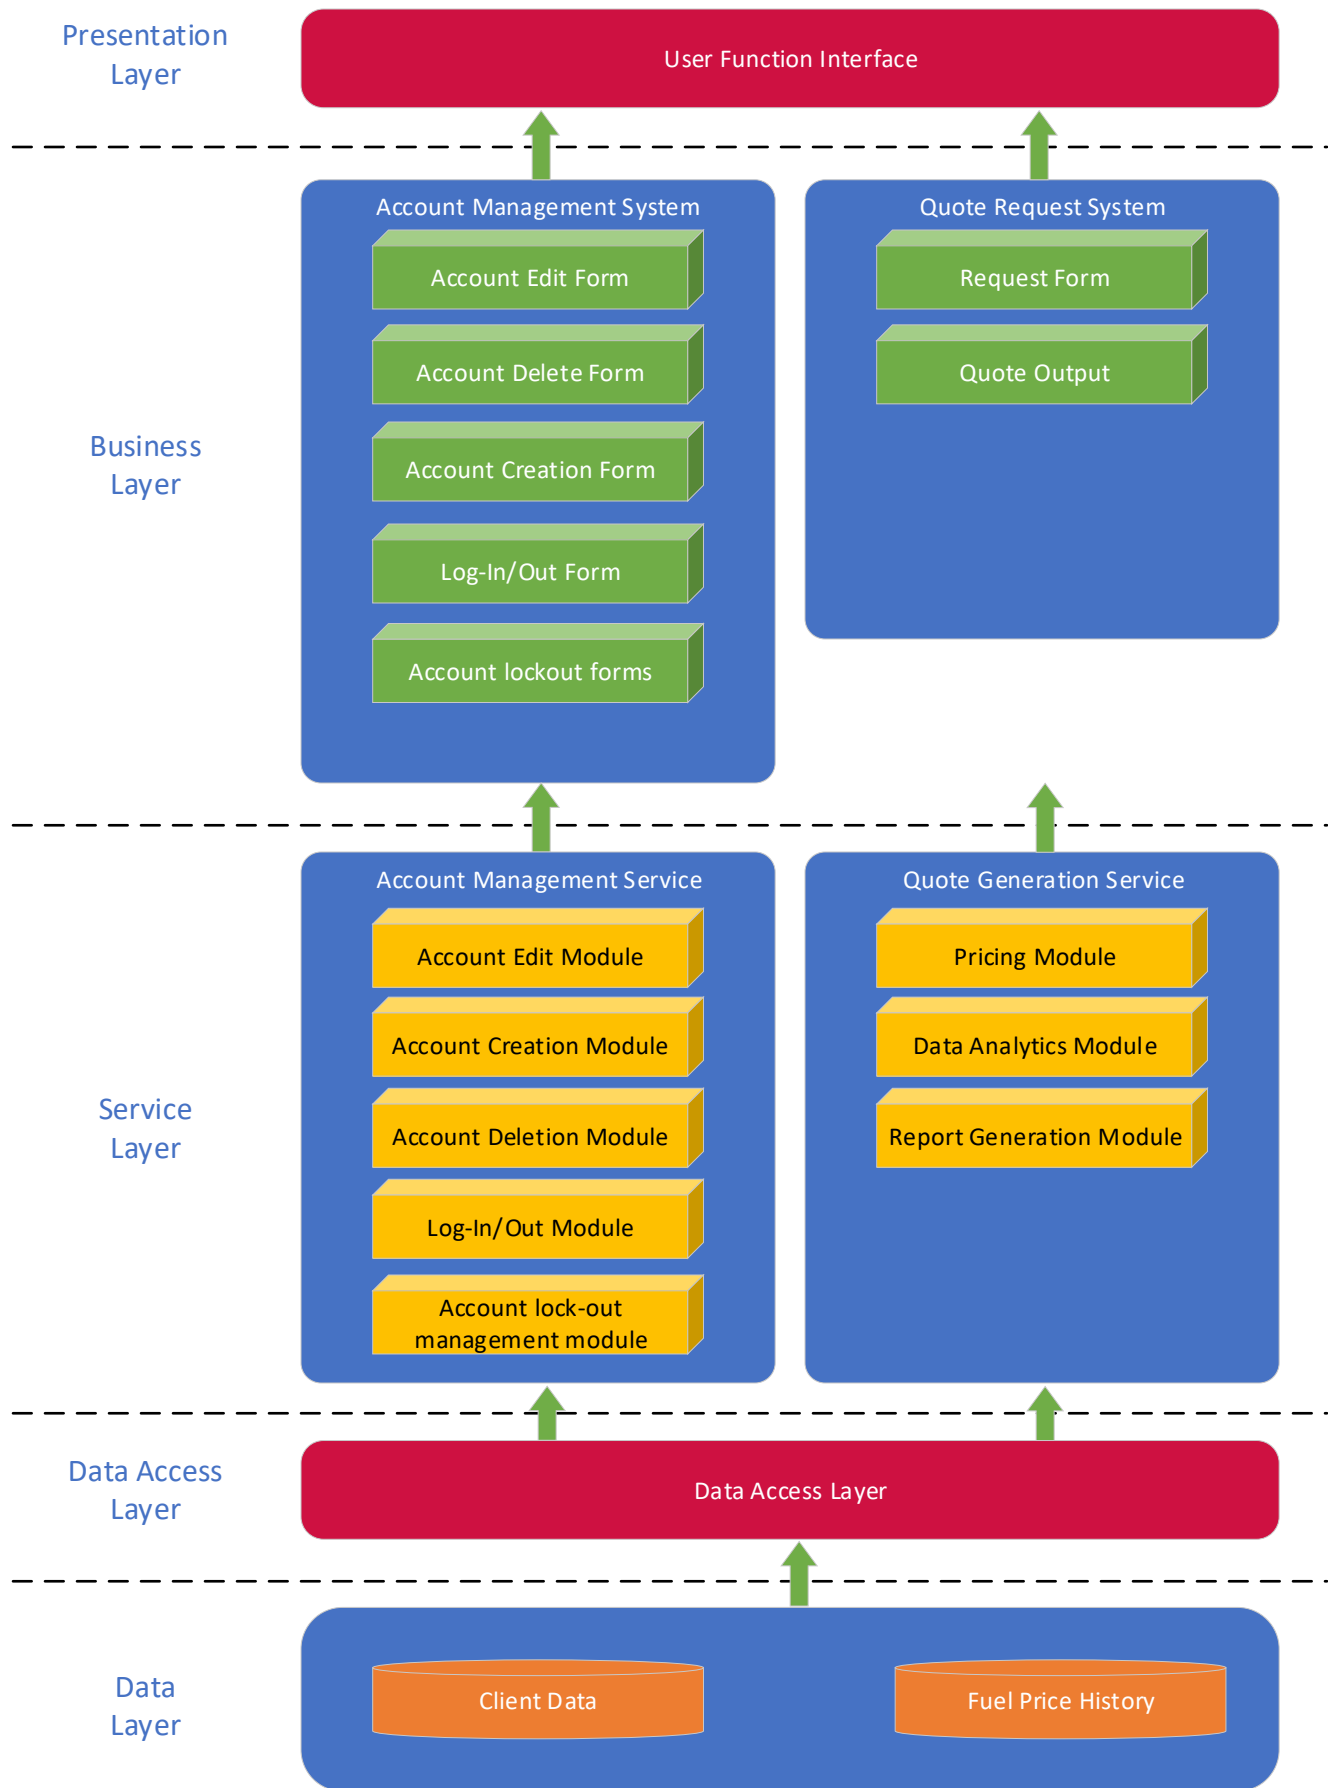 Presentation
Layer
User Function Interface
Business
Layer
Account Management System
Account Edit Form
Account Delete Form
Account Creation Form
Log-In/Out Form
Account lockout forms
Quote Request System
Request Form
Quote Output
Service
Layer
Account Management Service
Account Edit Module
Account Creation Module
Account Deletion Module
Log-In/Out Module
Account lock-out
management module
Quote Generation Service
Pricing Module
Data Analytics Module
Report Generation Module
Data Access
Layer
Data Access Layer
Data
Layer
Client Data
Fuel Price History